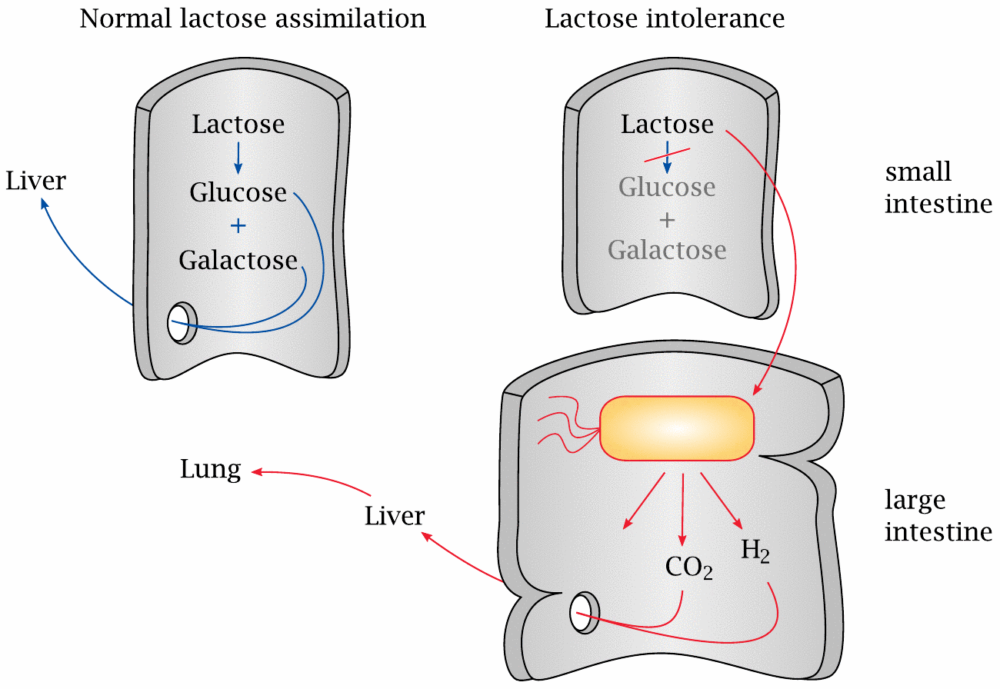 Normal lactose assimilation
Lactose intolerance
Lactose
Glucose
+
Galactose
Liver
Lactose
Glucose
+
Galactose
small
intestine
Lung
Liver
CO₂
H₂
large
intestine